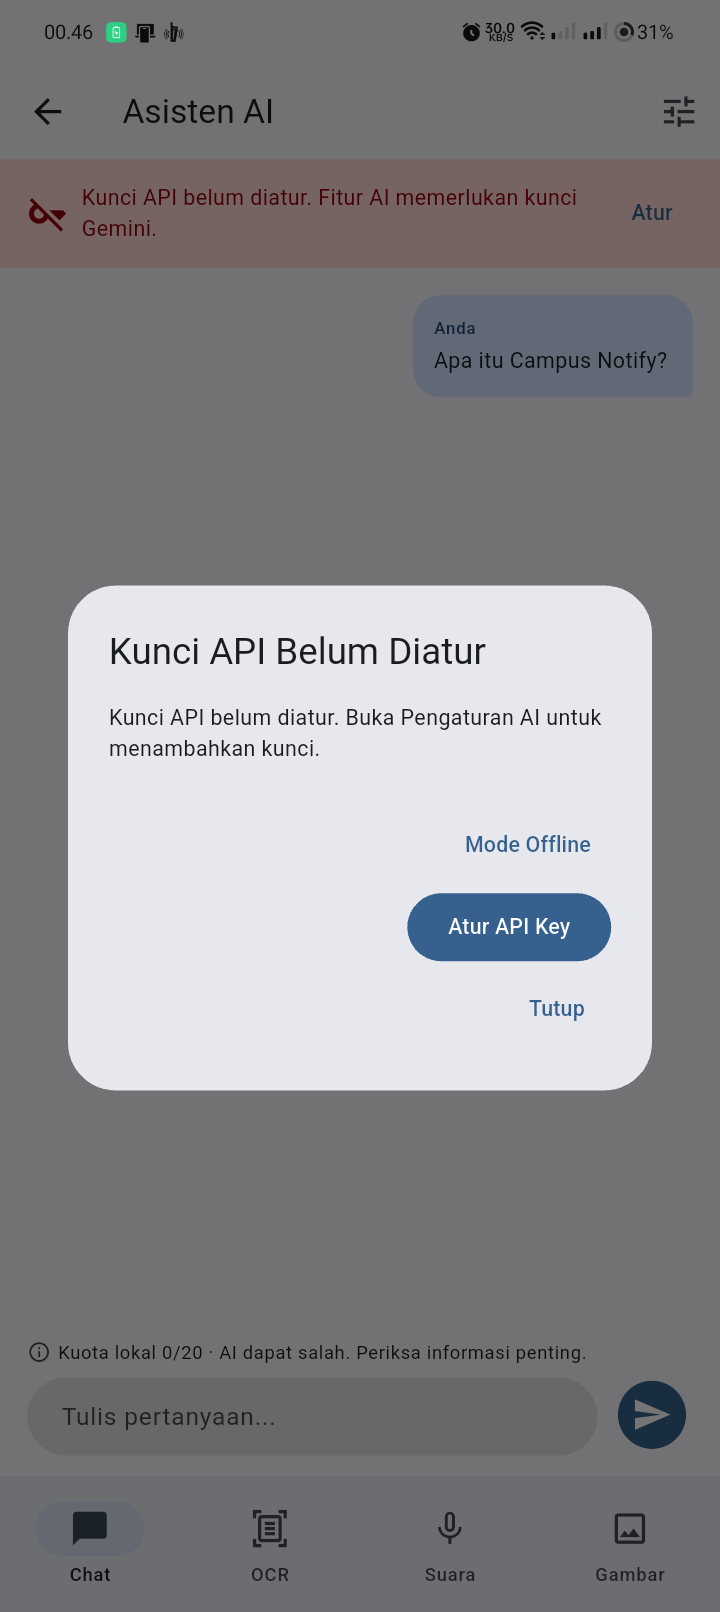 00.46
30.0
KB/S
31%
Asisten AI
Kunci API belum diatur. Fitur AI memerlukan kunci
Gemini.
Atur
Anda
Apa itu Campus Notify?
Kunci API Belum Diatur
Kunci API belum diatur. Buka Pengaturan AI untuk
menambahkan kunci.
Mode Offline
Atur API Key
Tutup
Kuota lokal 0/20 · AI dapat salah. Periksa informasi penting.
Tulis pertanyaan...
Chat
OCR
Suara
Gambar